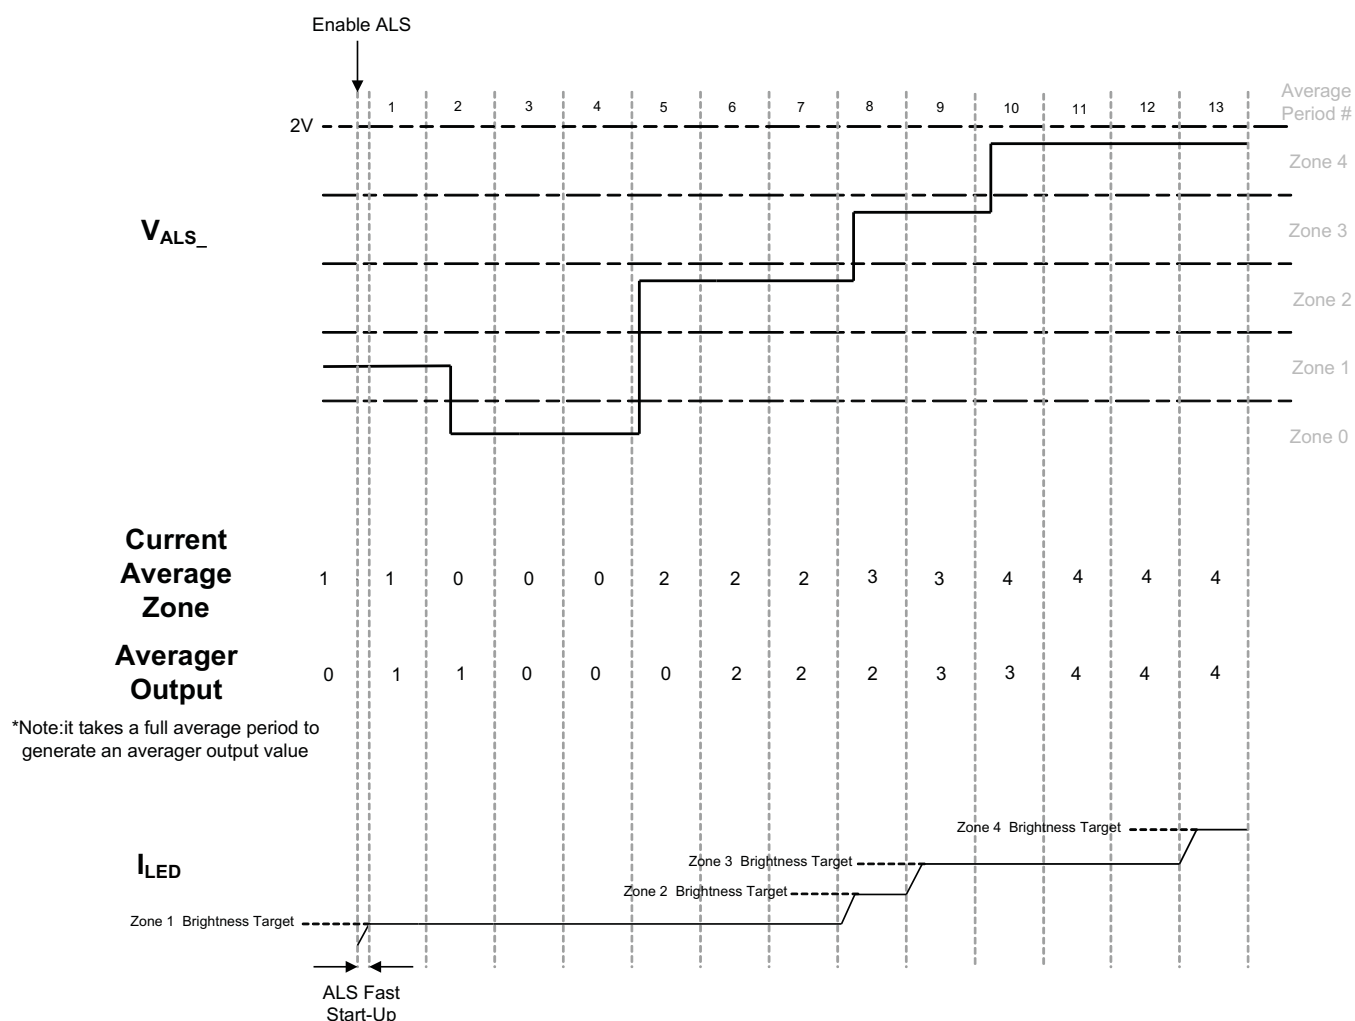 Enable ALS
1 2 3 4 5 6 7 8 9 10 11 12 13
Average
Period #
2V
Zone 4
VALS_
Zone 3
Zone 2
Zone 1
Zone 0
Current
Average
Zone
1 1 0 0 0 2 2 2 3 3 4 4 4 4
Averager
Output
0 1 1 0 0 0 2 2 2 3 3 4 4 4
*Note:it takes a full average period to
generate an averager output value
ILED
Zone 4 Brightness Target
Zone 3 Brightness Target
Zone 2 Brightness Target
Zone 1 Brightness Target
ALS Fast
Start-Up